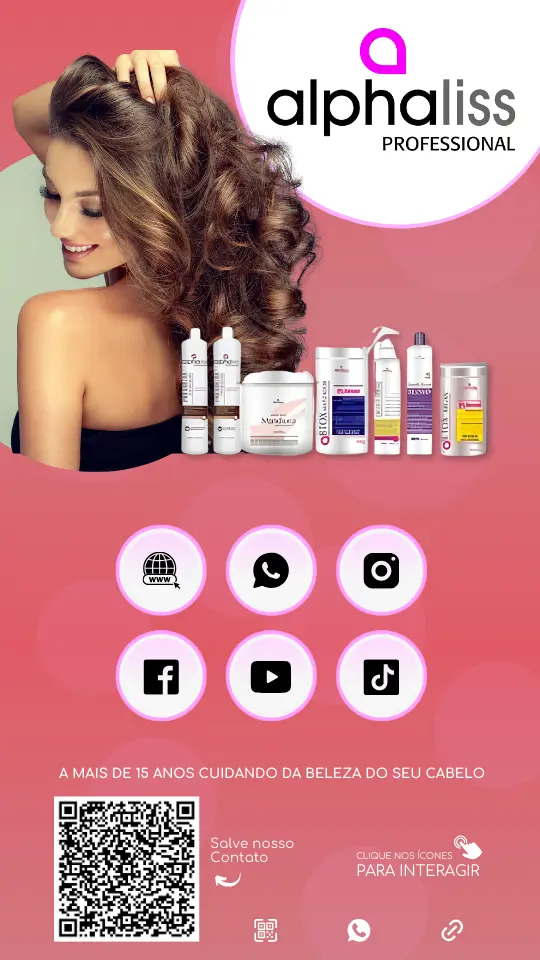 alphaliss
PROFESSIONAL
www
A MAIS DE 15 ANOS CUIDANDO DA BELEZA DO SEU CABELO
Salve nosso
Contato
CLIQUE NOS ÍCONES
PARA INTERAGIR